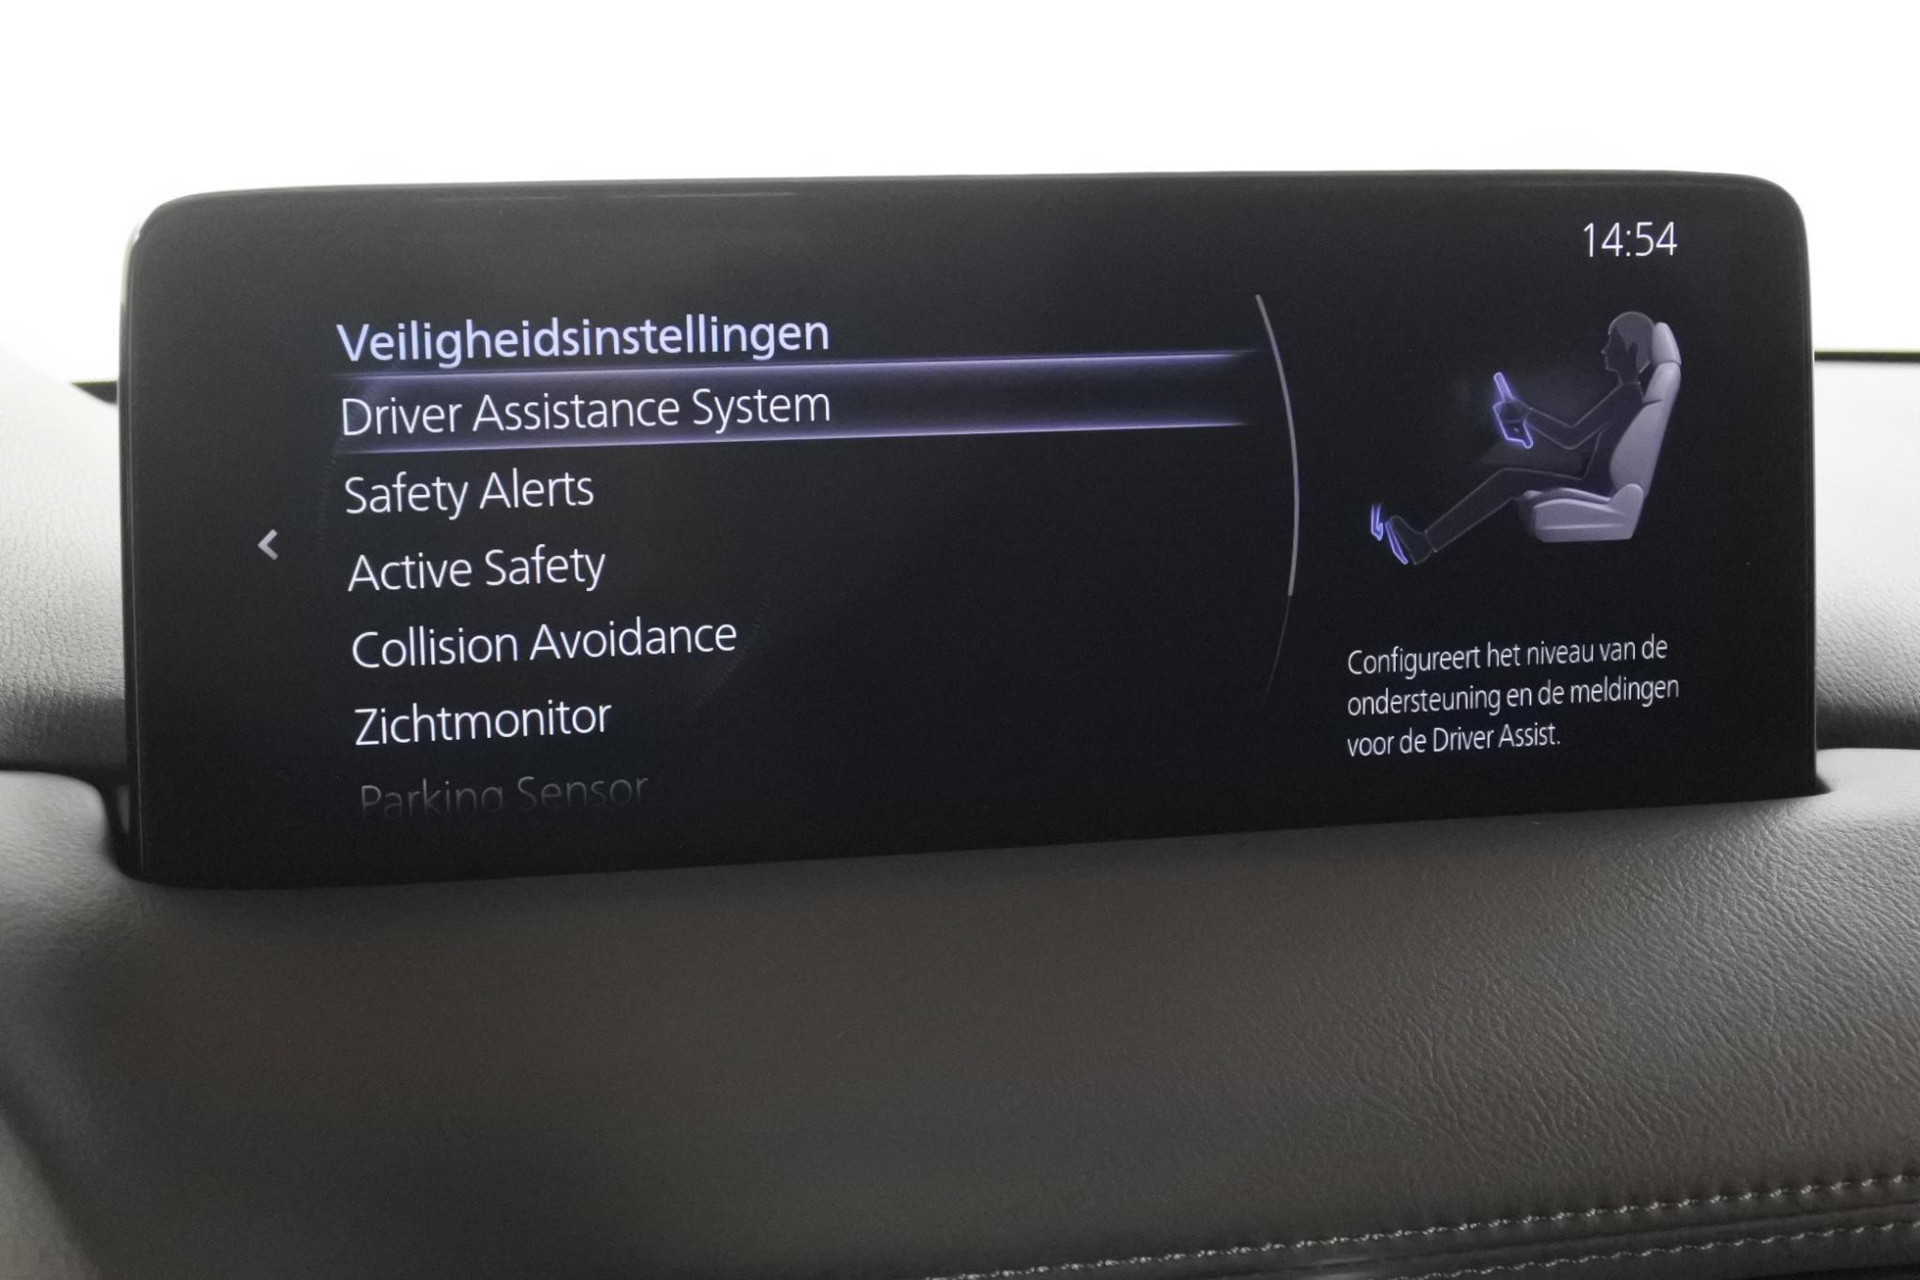 14:54
Veiligheidsinstellingen
Driver Assistance System
Safety Alerts
Active Safety
Collision Avoidance
Zichtmonitor
Parking Sensor
Configureert het niveau van de
ondersteuning en de meldingen
voor de Driver Assist.